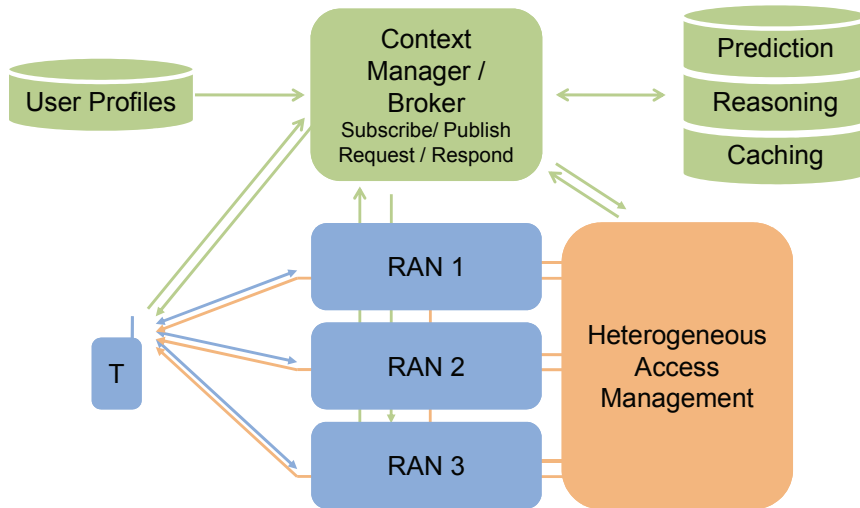 User Profiles
Context
Manager /
Broker
Subscribe/ Publish
Request / Respond
Prediction
Reasoning
Caching
RAN 1
RAN 2
RAN 3
T
Heterogeneous
Access
Management